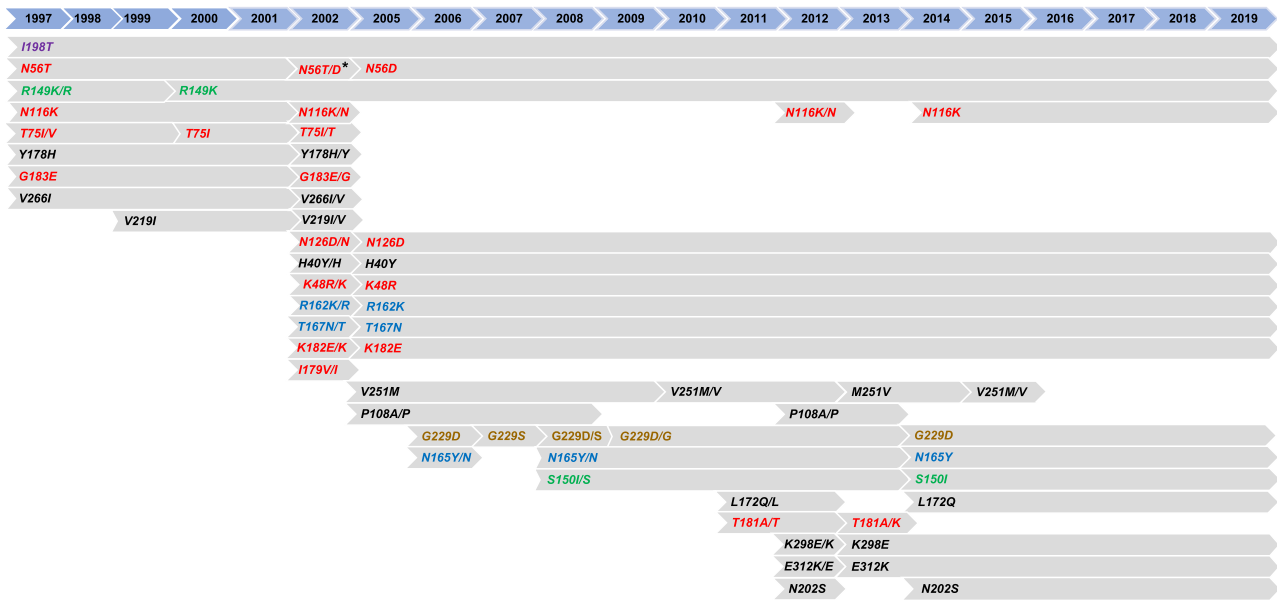 1997 1998 1999 2000 2001 2002 2005 2006 2007 2008 2009 2010 2011 2012 2013 2014 2015 2016 2017 2018 2019
I198T
N56T N56T/D* N56D
R149K/R R149K
N116K N116K/N N116K/N N116K
T75I/V T75I T75I/T
Y178H Y178H/Y
G183E G183E/G
V266I V266I/V
V219I V219I/V
N126D/N N126D
H40Y/H H40Y
K48R/K K48R
R162K/R R162K
T167N/T T167N
K182E/K K182E
I179V/I
V251M V251M/V M251V V251M/V
P108A/P P108A/P
G229D G229S G229D/S G229D/G G229D
N165Y/N N165Y/N N165Y
S150I/S S150I
L172Q/L L172Q
T181A/T T181A/K
K298E/K K298E
E312K/E E312K
N202S N202S